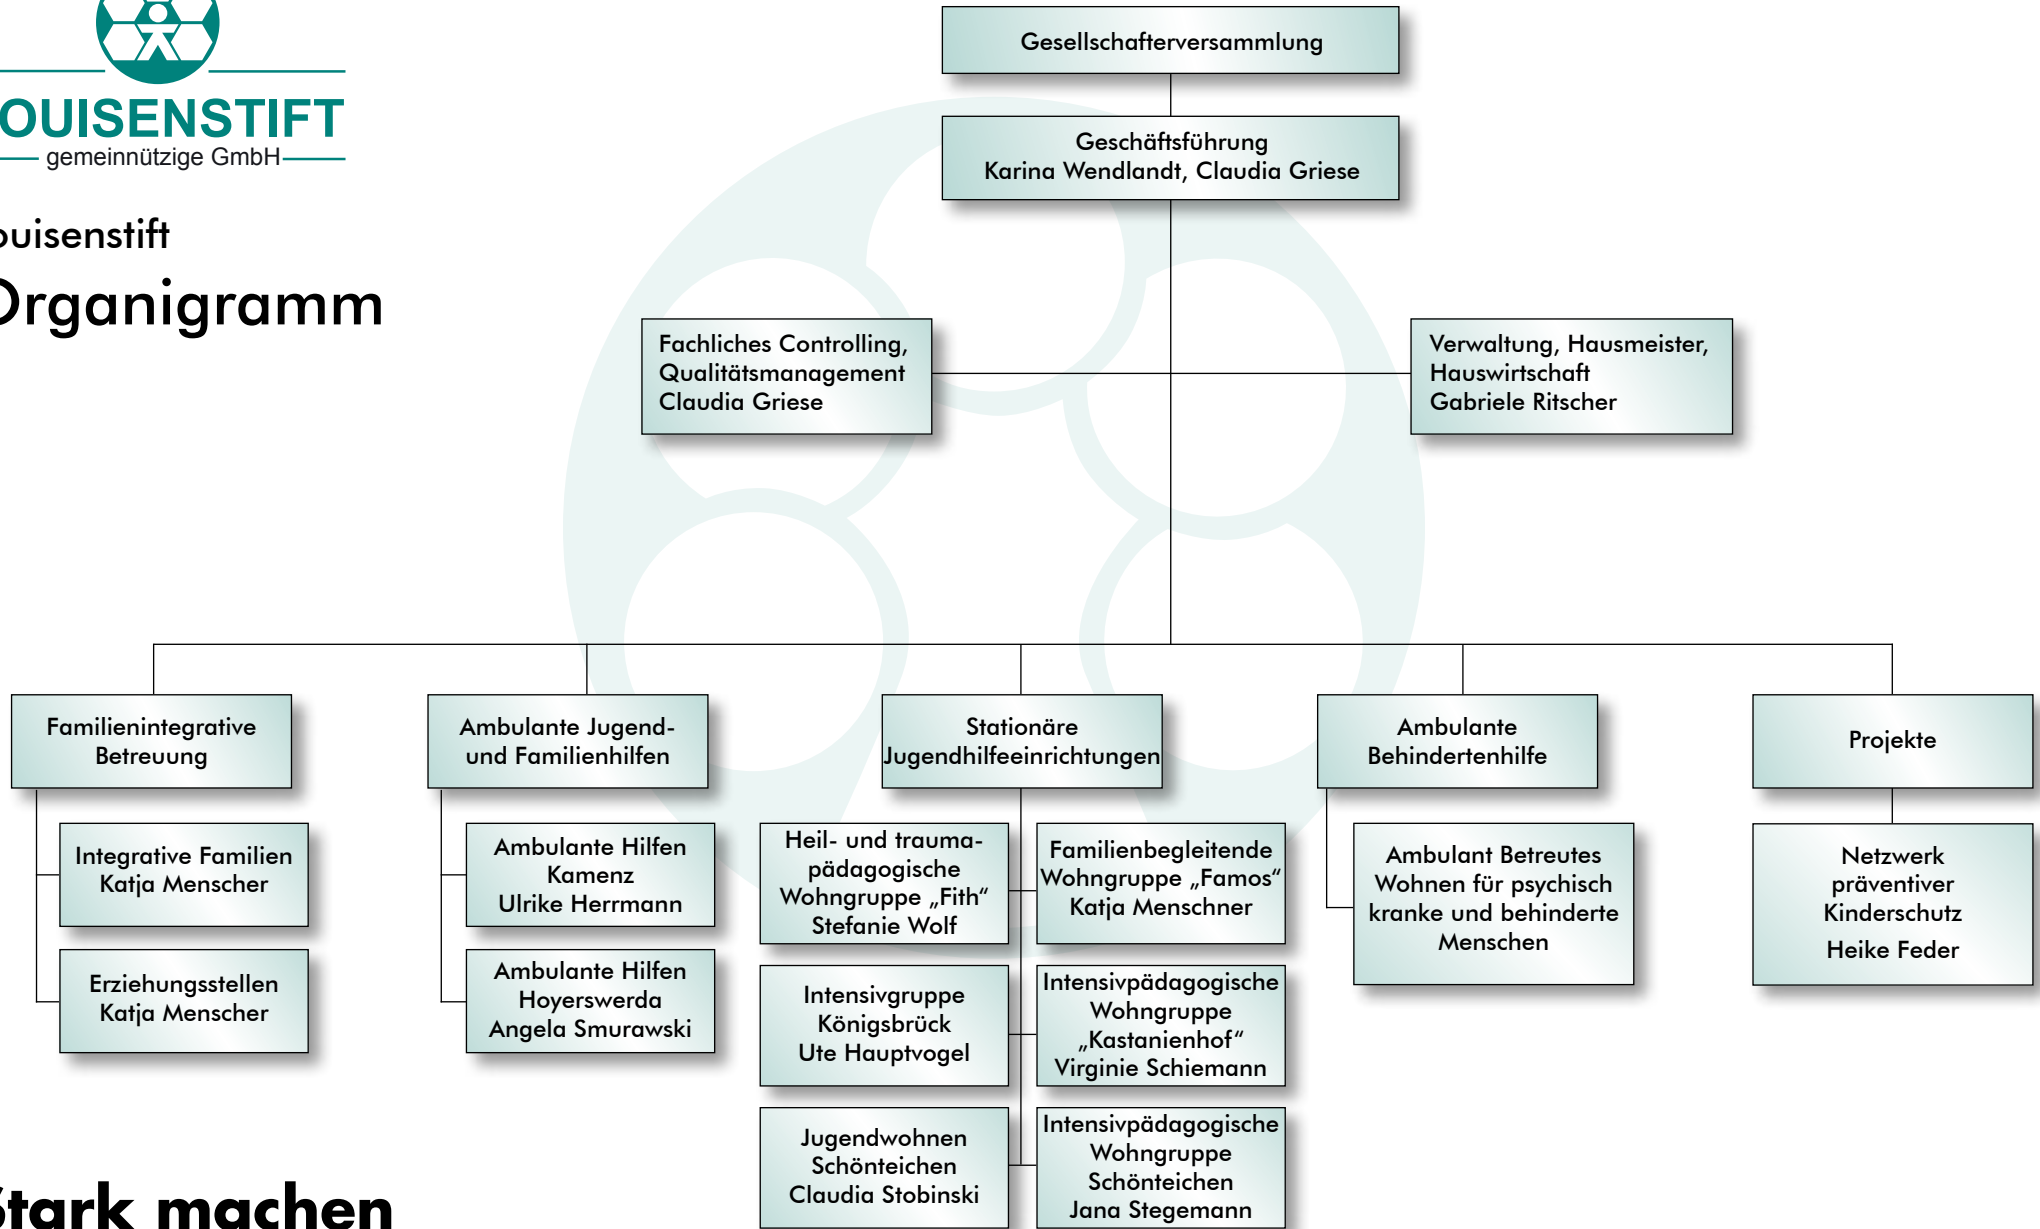 OUISENSTIFT
gemeinnützige GmbH
ouisenstift
Organigramm
Gesellschafterversammlung
Geschäftsführung
Karina Wendlandt, Claudia Griese
Fachliches Controlling,
Qualitätsmanagement
Claudia Griese
Verwaltung, Hausmeister,
Hauswirtschaft
Gabriele Ritscher
Familienintegrative
Betreuung
Integrative Familien
Katja Menscher
Erziehungsstellen
Katja Menscher
Ambulante Jugend-
und Familienhilfen
Ambulante Hilfen
Kamenz
Ulrike Herrmann
Ambulante Hilfen
Hoyerswerda
Angela Smurawski
Stationäre
Jugendhilfeeinrichtungen
Heil- und trauma-
pädagogische
Wohngruppe „Fith“
Stefanie Wolf
Familienbegleitende
Wohngruppe „Famos“
Katja Menschner
Intensivgruppe
Königsbrück
Ute Hauptvogel
Intensivpädagogische
Wohngruppe
„Kastanienhof“
Virginie Schiemann
Jugendwohnen
Schönteichen
Claudia Stobinski
Intensivpädagogische
Wohngruppe
Schönteichen
Jana Stegemann
Ambulante
Behindertenhilfe
Ambulant Betreutes
Wohnen für psychisch
kranke und behinderte
Menschen
Projekte
Netzwerk
präventiver
Kinderschutz
Heike Feder
Stark machen